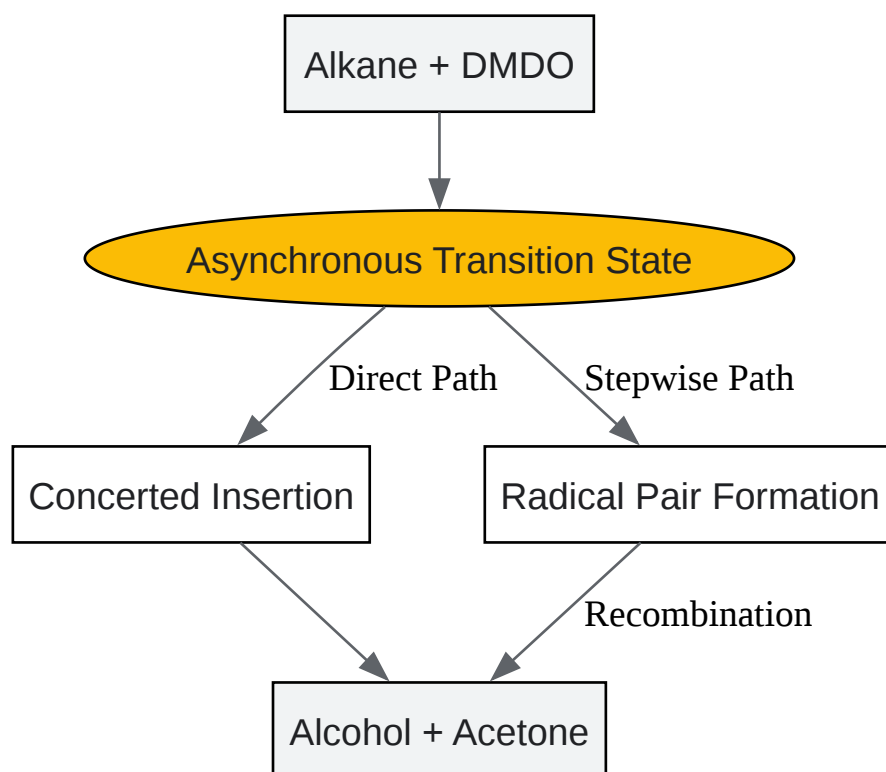 Alkane + DMDO
Asynchronous Transition State
Direct Path
Stepwise Path
Concerted Insertion
Radical Pair Formation
Recombination
Alcohol + Acetone